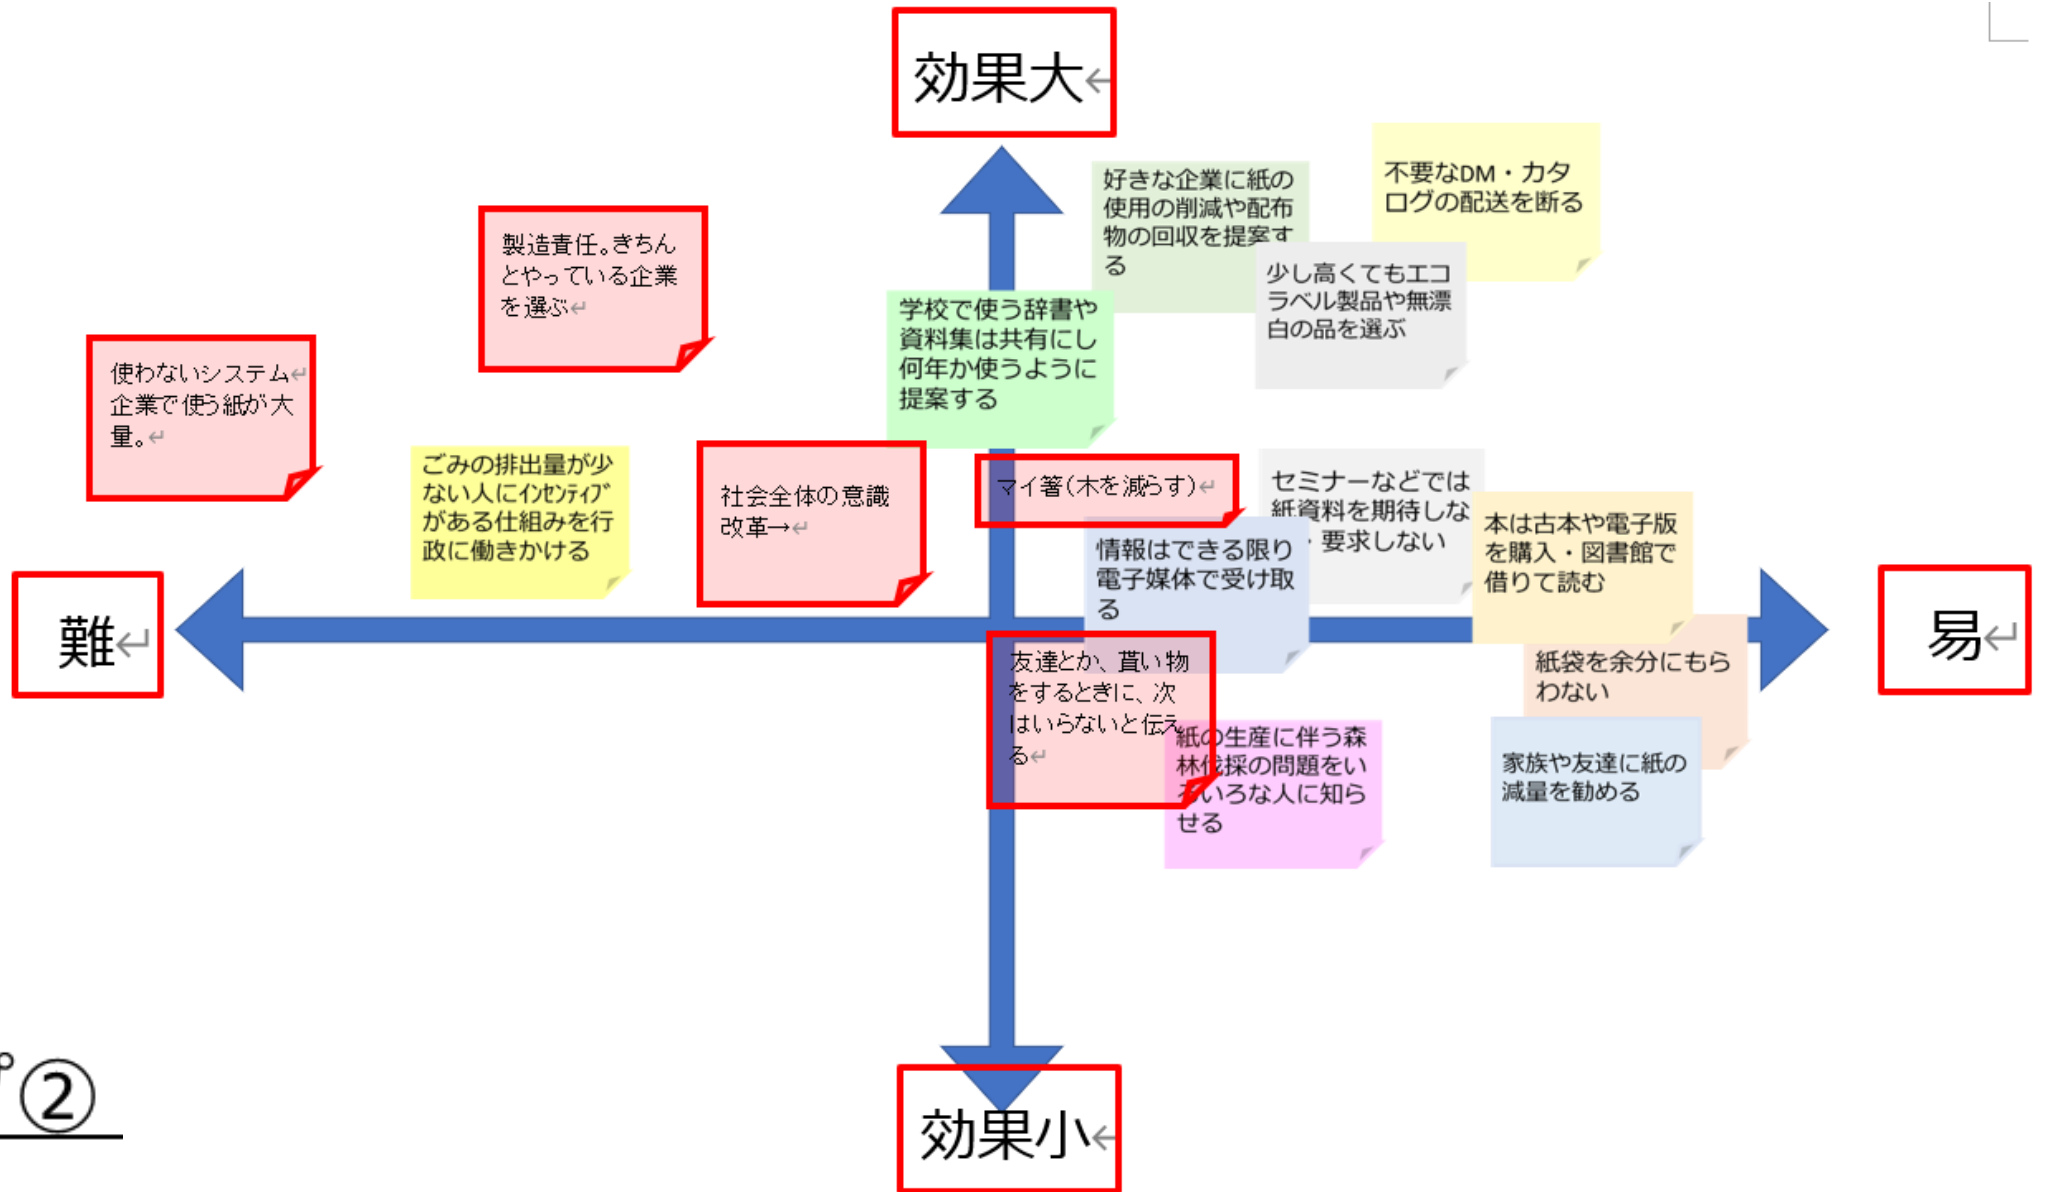 効果大
不要なDM・カタ
ログの配送を断る
好きな企業に紙の
使用の削減や配布
物の回収を提案す
る
製造責任。きちん
とやっている企業
を選ぶ
少し高くてもエコ
ラベル製品や無漂
白の品を選ぶ
学校で使う辞書や
資料集は共有にし
何年か使うように
提案する
使わないシステム
企業で使う紙が大
量。
ごみの排出量が少
ない人にｲﾝｾﾝﾃｨﾌﾞ
がある仕組みを行
政に働きかける
社会全体の意識
改革→
マイ箸(木を減らす)
セミナーなどでは
紙資料を期待しな
・要求しない
本は古本や電子版
を購入・図書館で
借りて読む
情報はできる限り
電子媒体で受け取
る
難
易
友達とか、貰い物
をするときに、次
はいらないと伝え
る
紙袋を余分にもら
わない
紙の生産に伴う森
林伐採の問題をい
ろいろな人に知ら
せる
家族や友達に紙の
減量を勧める
②
効果小